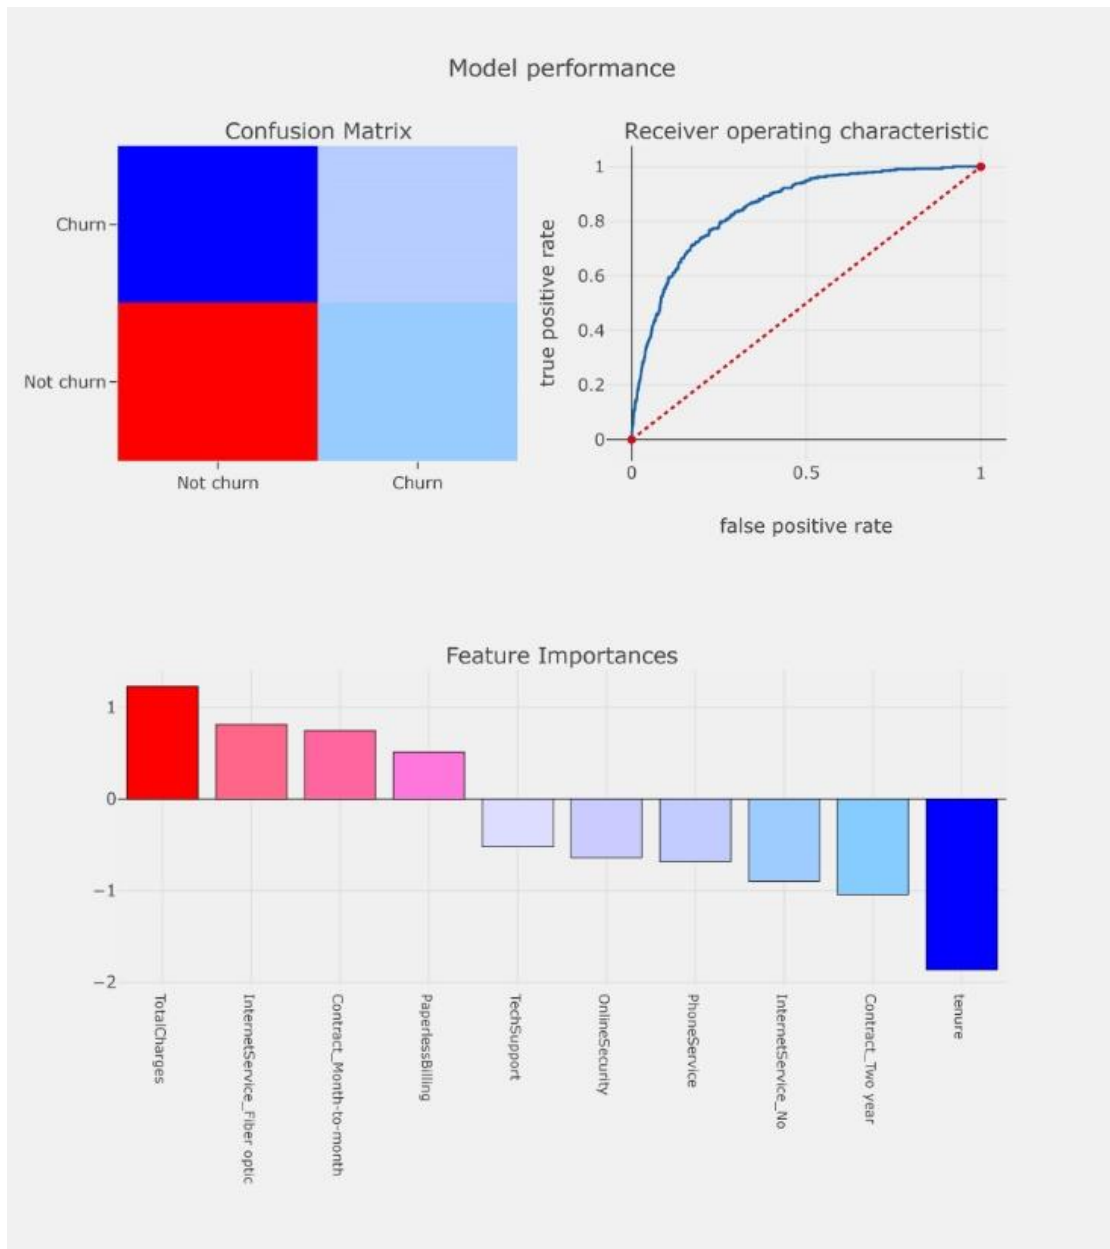 Model performance
Confusion Matrix
Churn
Not churn
Not churn
Churn
Receiver operating characteristic
true positive rate
1
0.8
0.6
0.4
0.2
0
0
0.5
1
false positive rate
Feature Importances
1
0
−1
−2
TotalCharges
InternetService_Fiber optic
Contract_Month-to-month
PaperlessBilling
TechSupport
OnlineSecurity
PhoneService
InternetService_No
Contract_Two year
tenure